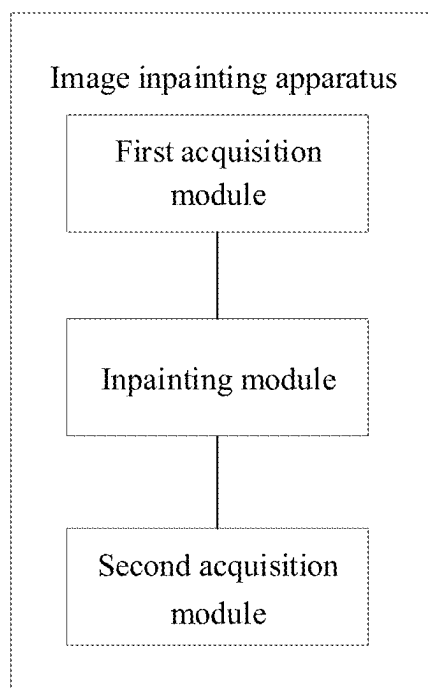 Image inpainting apparatus
First acquisition
module
Inpainting module
Second acquisition
module